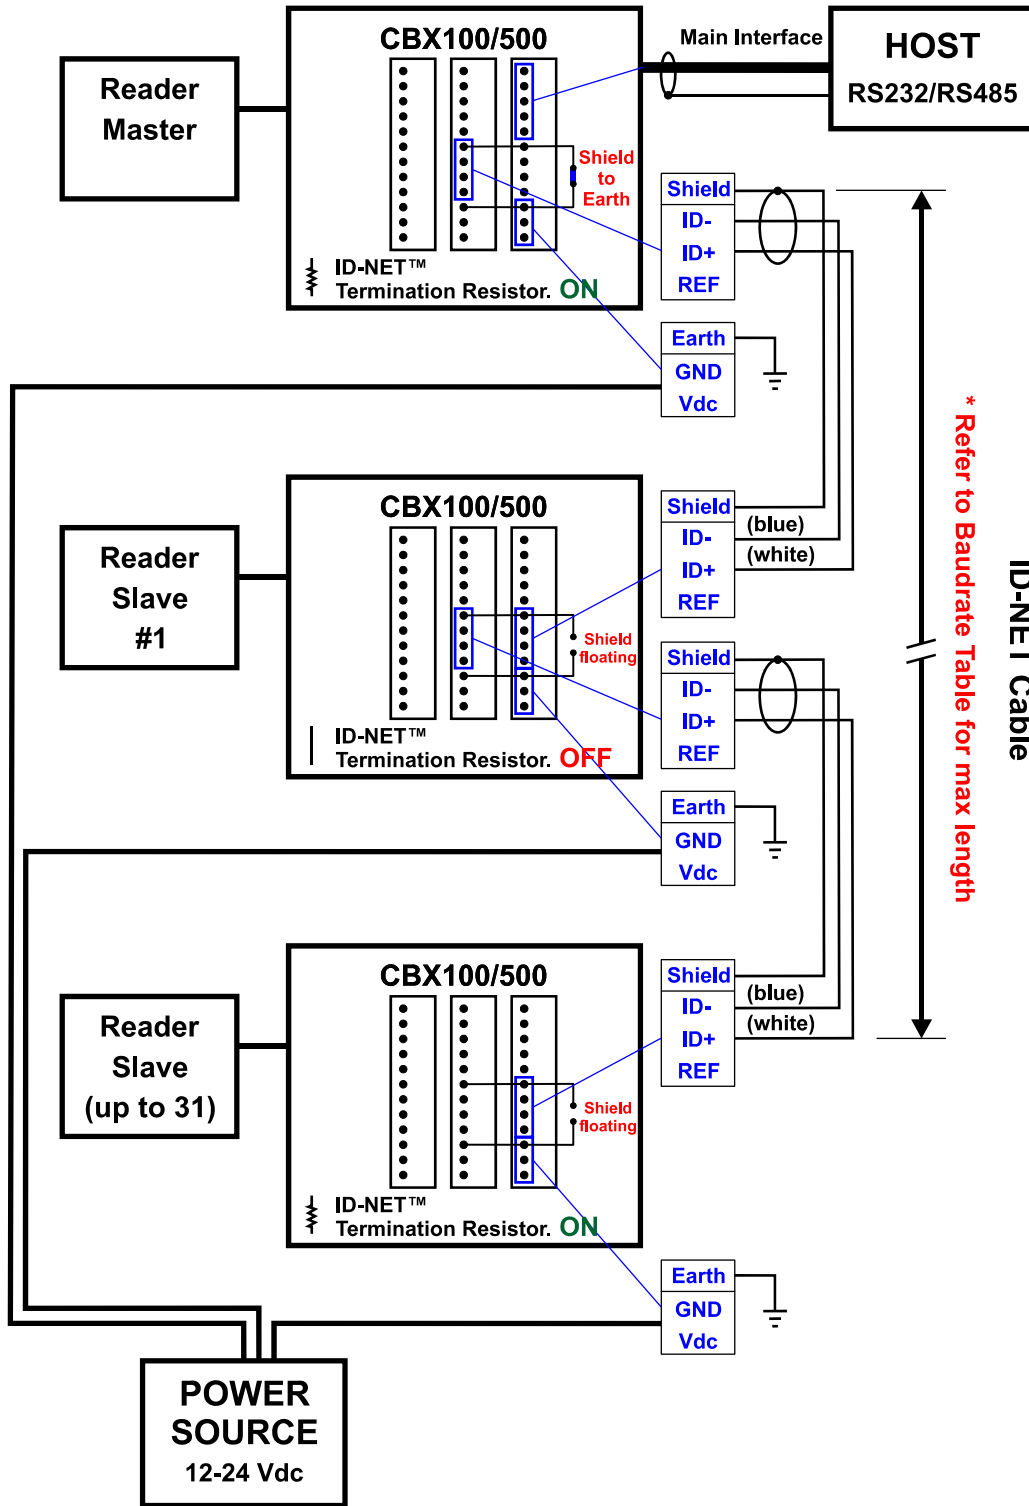 CBX100/500
Main Interface
HOST
RS232/RS485
Reader
Master
Shield
to
Earth
ID-NET™
Termination Resistor. ON
Shield
ID-
ID+
REF
Earth
GND
Vdc
CBX100/500
Reader
Slave
#1
Shield
floating
ID-NET™
Termination Resistor. OFF
Shield
ID-
(blue)
ID+
(white)
REF
Shield
ID-
ID+
REF
Earth
GND
Vdc
CBX100/500
Reader
Slave
(up to 31)
Shield
floating
ID-NET™
Termination Resistor. ON
Shield
ID-
(blue)
ID+
(white)
REF
Earth
GND
Vdc
POWER
SOURCE
12-24 Vdc
* Refer to Baudrate Table for max length
ID-NET Cable